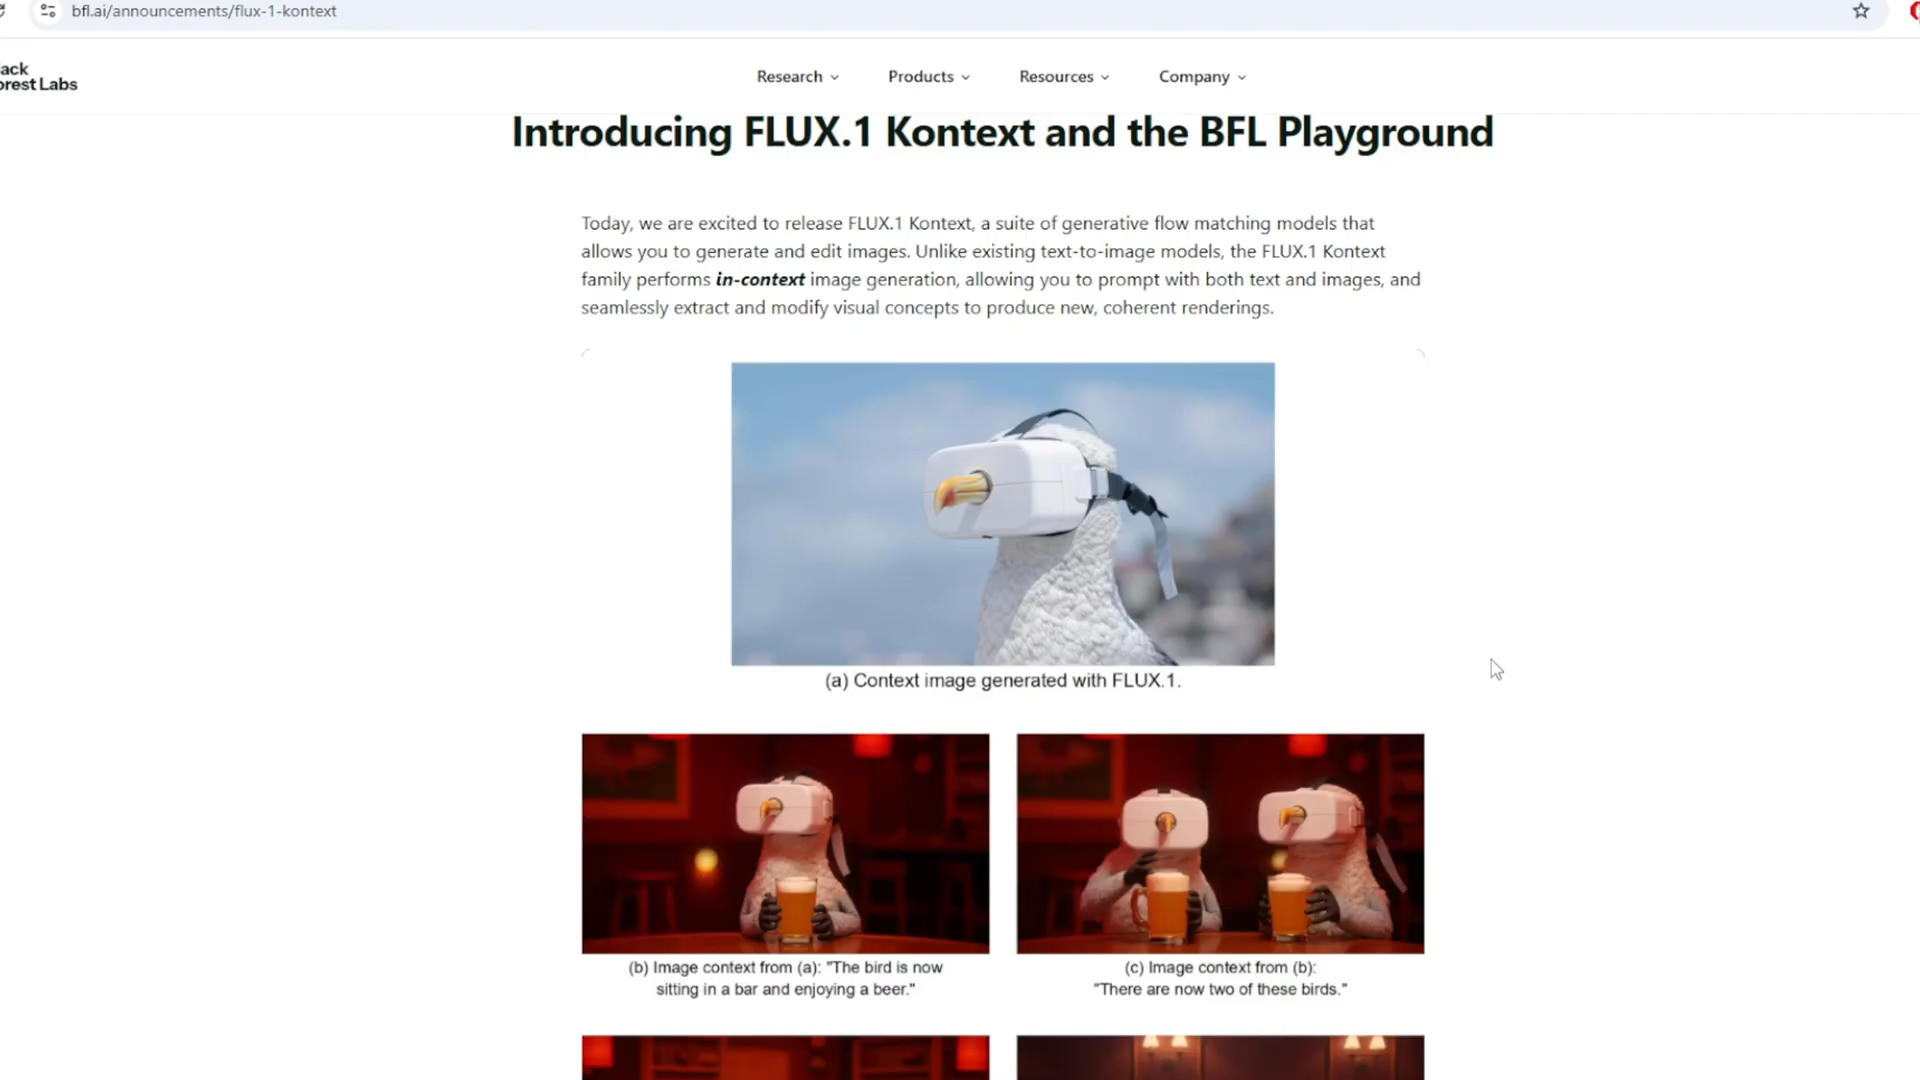 bfl.ai/announcements/flux-1-kontext
lack
orest Labs
Research
Products
Resources
Company
Introducing FLUX.1 Kontext and the BFL Playground
Today, we are excited to release FLUX.1 Kontext, a suite of generative flow matching models that
allows you to generate and edit images. Unlike existing text-to-image models, the FLUX.1 Kontext
family performs in-context image generation, allowing you to prompt with both text and images, and
seamlessly extract and modify visual concepts to produce new, coherent renderings.
(a) Context image generated with FLUX.1.
(b) Image context from (a): "The bird is now
sitting in a bar and enjoying a beer."
(c) Image context from (b):
"There are now two of these birds."